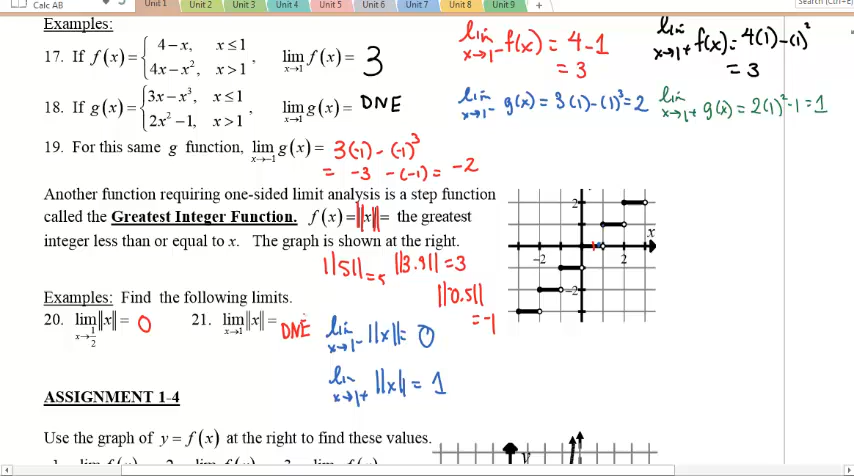 Calc AB Unit 1 Unit 2 Unit 3 Unit 4 Unit 5 Unit 6 Unit 7 Unit 8 Unit 9
Search (Ctrl+E)
Examples:
17. If f(x) = { 4 − x, x ≤ 1
4x − x², x > 1 , lim x→1 f(x) = 3
lim x→1⁻ f(x) = 4 − 1
= 3
lim x→1⁺ f(x) = 4(1) − (1)²
= 3
18. If g(x) = { 3x − x³, x ≤ 1
2x² − 1, x > 1 , lim x→1 g(x) = DNE
lim x→1⁻ g(x) = 3(1) − (1)³ = 2
lim x→1⁺ g(x) = 2(1)² − 1 = 1
19. For this same g function, lim x→−1 g(x) = 3(−1) − (−1)³
= −3 − (−1) = −2
Another function requiring one-sided limit analysis is a step function
called the Greatest Integer Function. f(x) = ||x|| = the greatest
integer less than or equal to x. The graph is shown at the right.
||5|| = 5 ||3.9|| = 3
||−0.5||
= −1
2
x
−2
2
−2
Examples: Find the following limits.
20. lim x→1/2 ||x|| = 0
21. lim x→1 ||x|| = DNE
lim x→1⁻ ||x|| = 0
lim x→1⁺ ||x|| = 1
ASSIGNMENT 1-4
Use the graph of y = f(x) at the right to find these values.
y